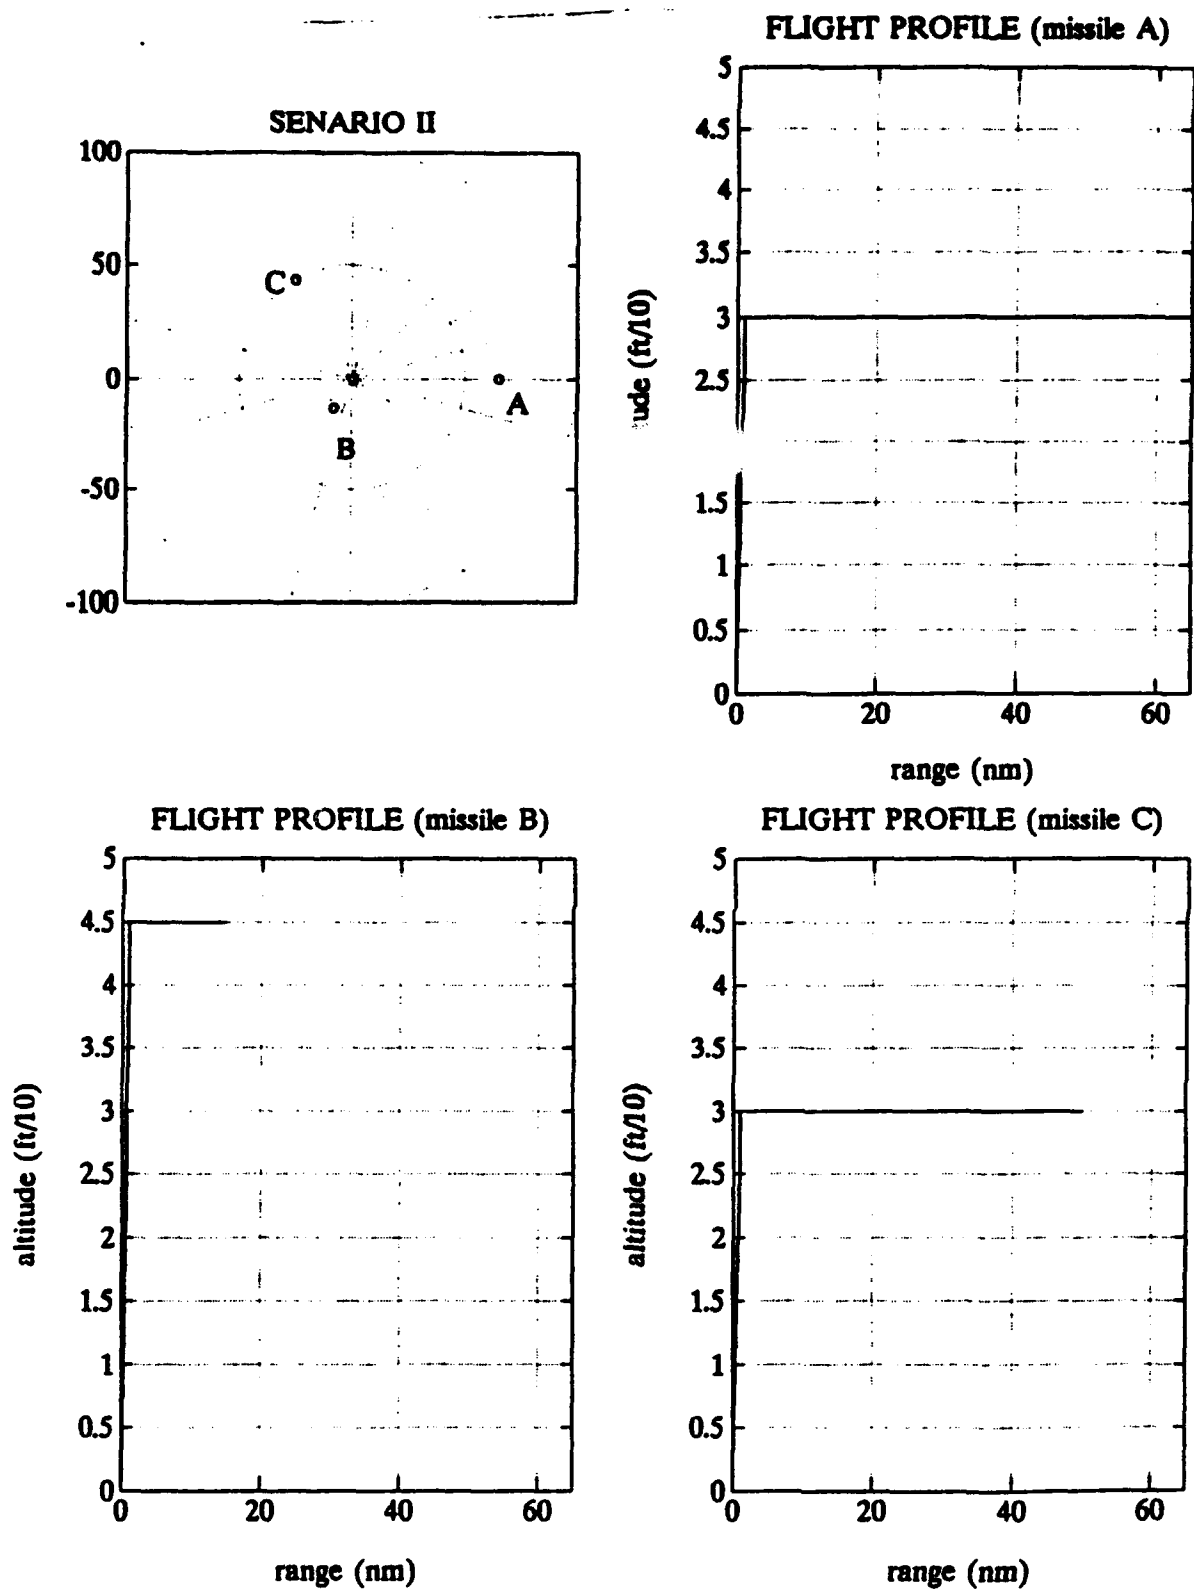 FLIGHT PROFILE (missile A)
SENARIO II
100
50
0
-50
-100
C
A
B
5
4.5
4
3.5
3
2.5
1.5
1
0.5
0
ude (ft/10)
0 20 40 60
range (nm)
FLIGHT PROFILE (missile B)
5
4.5
4
3.5
3
2.5
2
1.5
1
0.5
0
altitude (ft/10)
0 20 40 60
range (nm)
FLIGHT PROFILE (missile C)
5
4.5
4
3.5
3
2.5
2
1.5
1
0.5
0
altitude (ft/10)
0 20 40 60
range (nm)